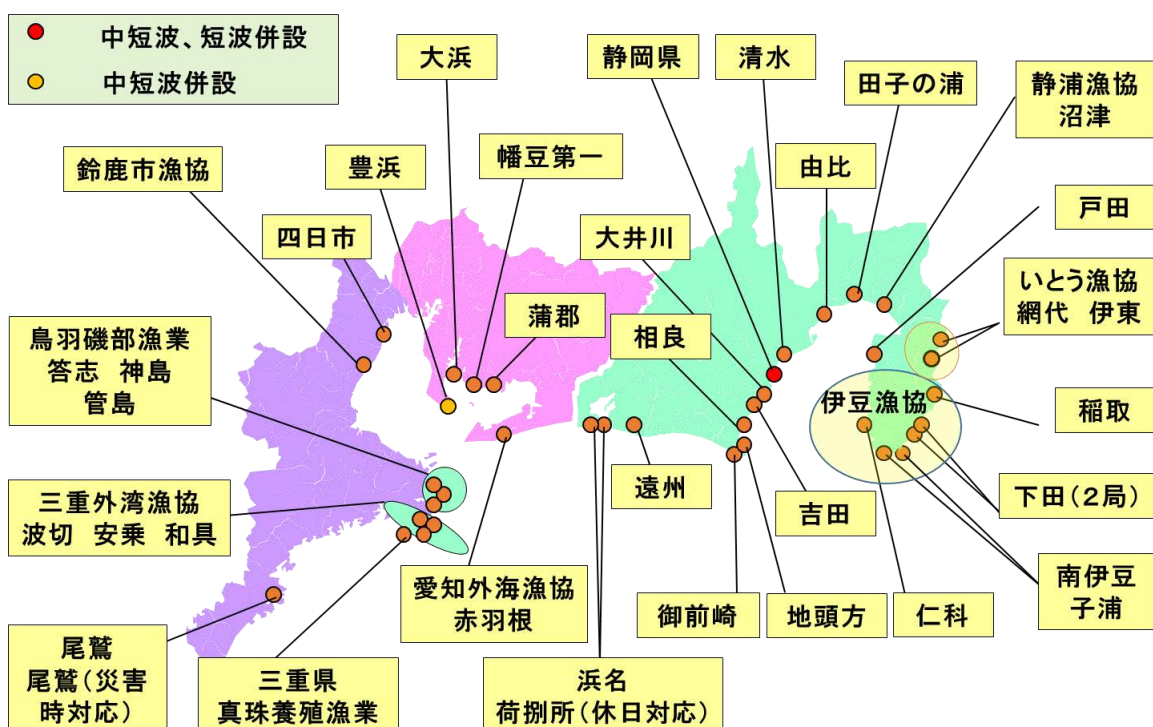 中短波、短波併設
中短波併設
大浜
静岡県
清水
田子の浦
静浦漁協
沼津
鈴鹿市漁協
豊浜
幡豆第一
由比
戸田
四日市
大井川
いとう漁協
網代 伊東
蒲郡
相良
鳥羽磯部漁業
答志 神島
管島
伊豆漁協
稲取
三重外湾漁協
波切 安乗 和具
遠州
吉田
下田(2局)
愛知外海漁協
赤羽根
御前崎
地頭方
仁科
南伊豆
子浦
尾鷲
尾鷲(災害
時対応)
三重県
真珠養殖漁業
浜名
荷捌所(休日対応)